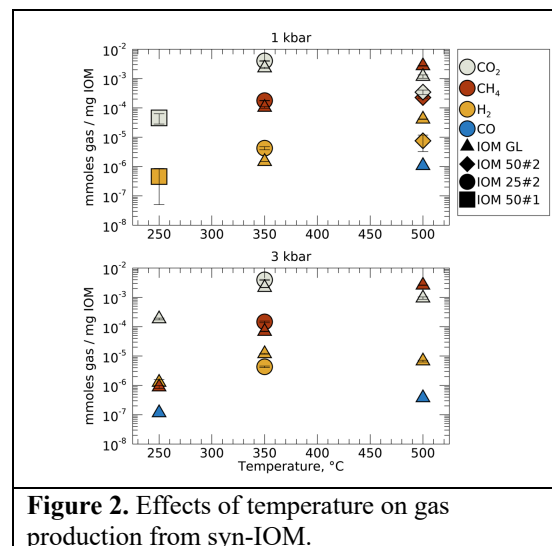 1 kbar
10⁻²
10⁻³
10⁻⁴
10⁻⁵
10⁻⁶
10⁻⁷
10⁻⁸
mmoles gas / mg IOM
250 300 350 400 450 500
CO₂
CH₄
H₂
CO
IOM GL
IOM 50#2
IOM 25#2
IOM 50#1
3 kbar
10⁻²
10⁻³
10⁻⁴
10⁻⁵
10⁻⁶
10⁻⁷
10⁻⁸
mmoles gas / mg IOM
250 300 350 400 450 500
Temperature, °C
Figure 2. Effects of temperature on gas
production from syn-IOM.